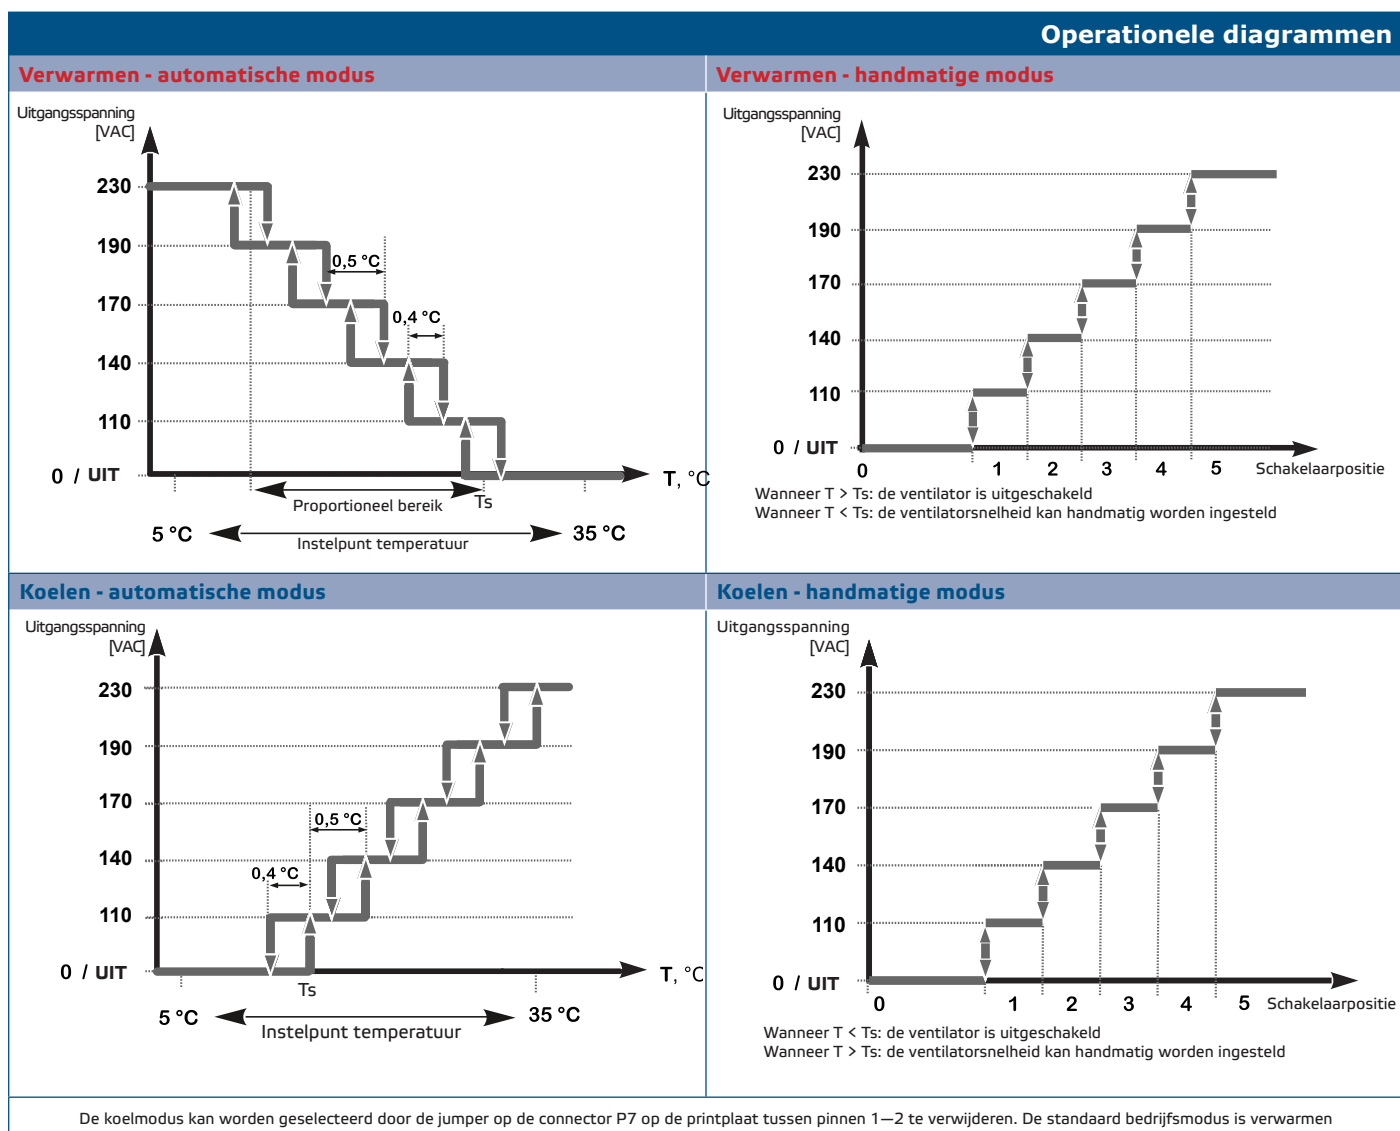 Operationele diagrammen
Verwarmen - automatische modus
Uitgangsspanning
[VAC]
230
190
0,5 °C
170
0,4 °C
140
110
0 / UIT
T, °C
Proportioneel bereik
Ts
5 °C
35 °C
Instelpunt temperatuur
Verwarmen - handmatige modus
Uitgangsspanning
[VAC]
230
190
170
140
110
0 / UIT
0 1 2 3 4 5 Schakelaarpositie
Wanneer T > Ts: de ventilator is uitgeschakeld
Wanneer T < Ts: de ventilatorsnelheid kan handmatig worden ingesteld
Koelen - automatische modus
Uitgangsspanning
[VAC]
230
190
170
0,5 °C
140
0,4 °C
110
0 / UIT
T, °C
Ts
5 °C
35 °C
Instelpunt temperatuur
Koelen - handmatige modus
Uitgangsspanning
[VAC]
230
190
170
140
110
0 / UIT
0 1 2 3 4 5 Schakelaarpositie
Wanneer T < Ts: de ventilator is uitgeschakeld
Wanneer T > Ts: de ventilatorsnelheid kan handmatig worden ingesteld
De koelmodus kan worden geselecteerd door de jumper op de connector P7 op de printplaat tussen pinnen 1—2 te verwijderen. De standaard bedrijfsmodus is verwarmen